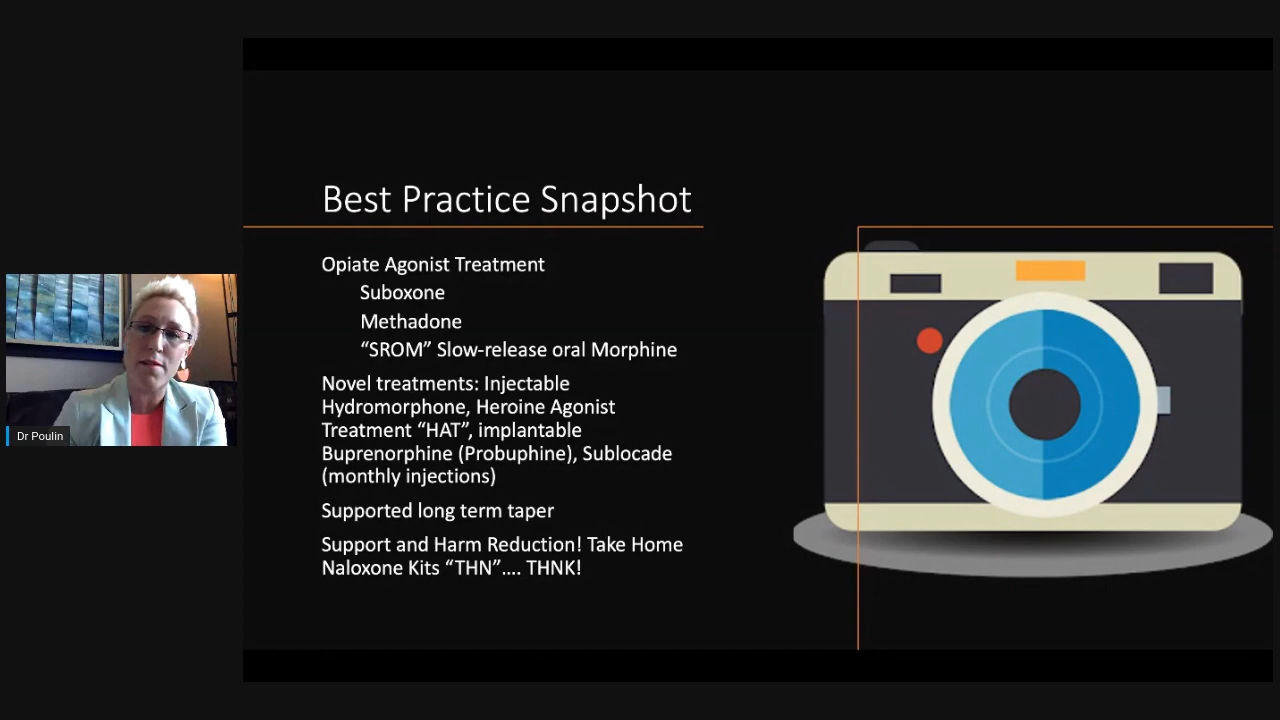 Best Practice Snapshot
Opiate Agonist Treatment
Suboxone
Methadone
“SROM” Slow-release oral Morphine
Novel treatments: Injectable
Hydromorphone, Heroine Agonist
Treatment “HAT”, implantable
Buprenorphine (Probuphine), Sublocade
(monthly injections)
Supported long term taper
Support and Harm Reduction! Take Home
Naloxone Kits “THN”…. THNK!
Dr Poulin